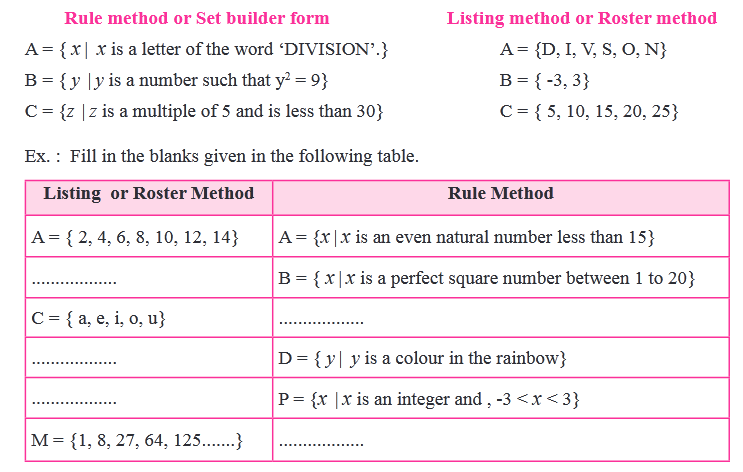 Rule method or Set builder form Listing method or Roster method
A = { x | x is a letter of the word ‘DIVISION’.} A = {D, I, V, S, O, N}
B = { y | y is a number such that y² = 9} B = { -3, 3}
C = {z | z is a multiple of 5 and is less than 30} C = { 5, 10, 15, 20, 25}
Ex. : Fill in the blanks given in the following table.
Listing or Roster Method Rule Method
A = { 2, 4, 6, 8, 10, 12, 14} A = {x | x is an even natural number less than 15}
.................. B = { x | x is a perfect square number between 1 to 20}
C = { a, e, i, o, u} ..................
.................. D = { y | y is a colour in the rainbow}
.................. P = {x | x is an integer and , -3 < x < 3}
M = {1, 8, 27, 64, 125.......} ..................